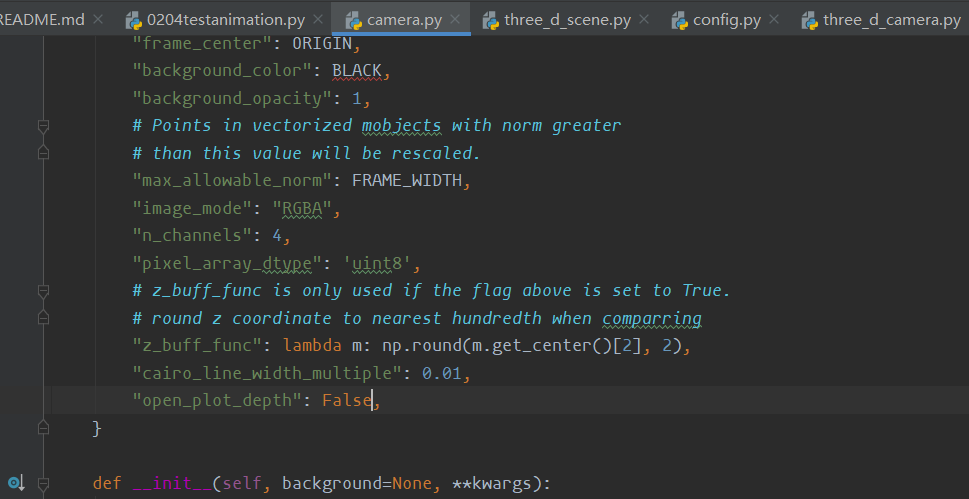 README.md × 0204testanimation.py × camera.py × three_d_scene.py × config.py × three_d_camera.py
"frame_center": ORIGIN,
"background_color": BLACK,
"background_opacity": 1,
# Points in vectorized mobjects with norm greater
# than this value will be rescaled.
"max_allowable_norm": FRAME_WIDTH,
"image_mode": "RGBA",
"n_channels": 4,
"pixel_array_dtype": 'uint8',
# z_buff_func is only used if the flag above is set to True.
# round z coordinate to nearest hundredth when comparring
"z_buff_func": lambda m: np.round(m.get_center()[2], 2),
"cairo_line_width_multiple": 0.01,
"open_plot_depth": False,
}
def __init__(self, background=None, **kwargs):